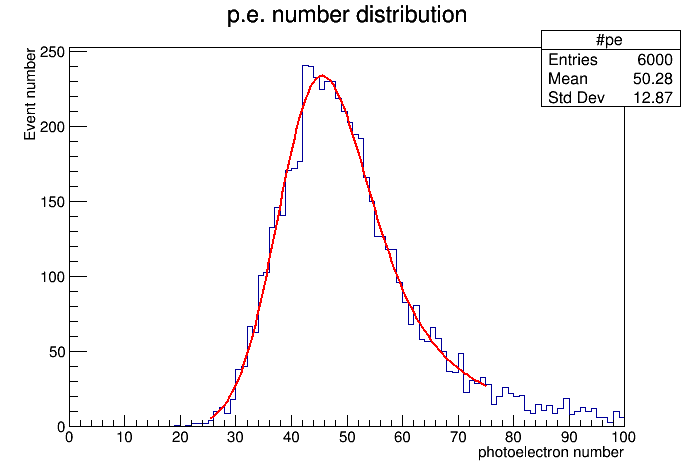 p.e. number distribution
#pe
Entries 6000
Mean 50.28
Std Dev 12.87
Event number
250
200
150
100
50
0
0 10 20 30 40 50 60 70 80 90 100
photoelectron number